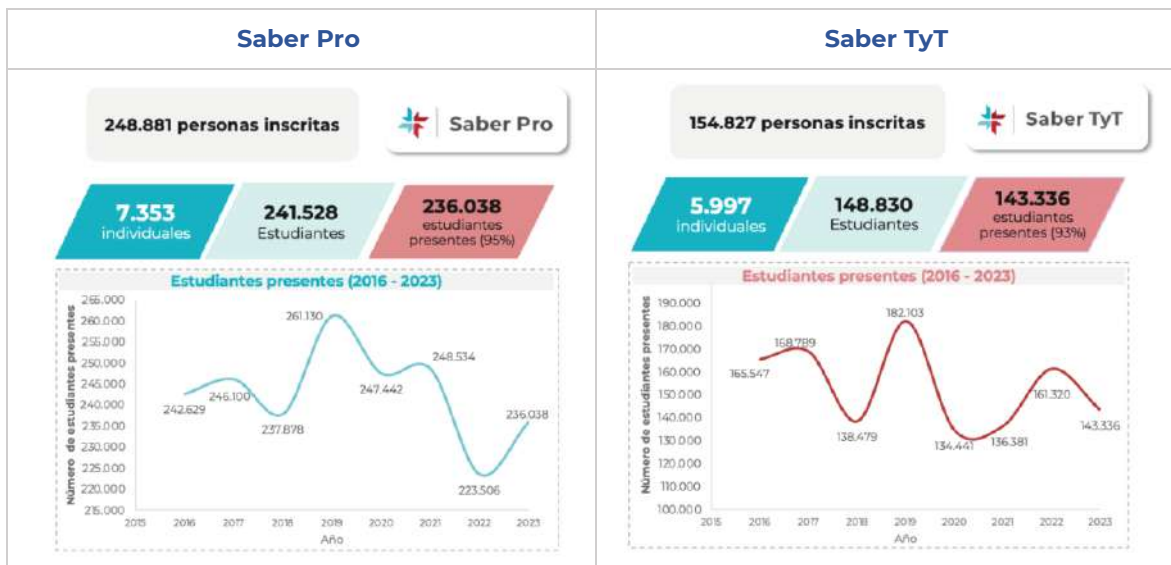 Saber Pro
Saber TyT
248.881 personas inscritas
Saber Pro
7.353
individuales
241.528
Estudiantes
236.038
estudiantes
presentes (95%)
Estudiantes presentes (2016 - 2023)
Número de estudiantes presentes
265.000
260.000
255.000
250.000
245.000
240.000
235.000
230.000
225.000
220.000
215.000
242.629
246.100
237.878
261.130
247.442
248.534
223.506
236.038
2015 2016 2017 2018 2019 2020 2021 2022 2023
Año
154.827 personas inscritas
Saber TyT
5.997
individuales
148.830
Estudiantes
143.336
estudiantes
presentes (93%)
Estudiantes presentes (2016 - 2023)
Número de estudiantes presentes
190.000
180.000
170.000
160.000
150.000
140.000
130.000
120.000
110.000
100.000
165.547
168.789
138.479
182.103
134.441
136.381
161.320
143.336
2015 2016 2017 2018 2019 2020 2021 2022 2023
Año